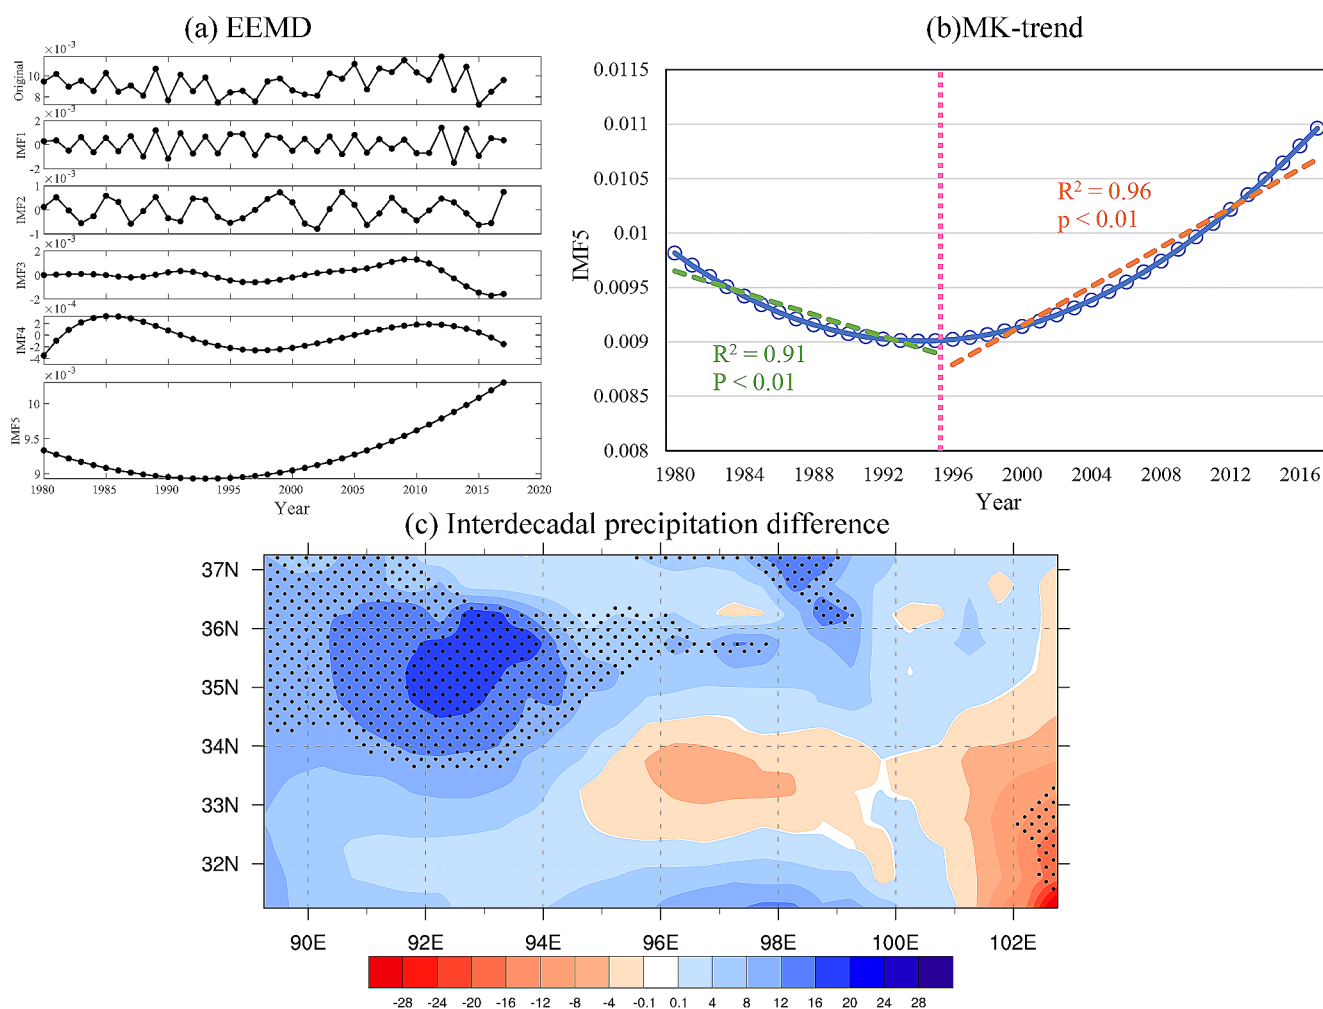 (a) EEMD
×10⁻³
Original
10
8
×10⁻³
IMF1
2
0
-2
×10⁻³
IMF2
1
0
-1
×10⁻³
IMF3
2
0
-2
×10⁻⁴
IMF4
2
0
-2
-4
×10⁻³
IMF5
10
9.5
9
1980 1985 1990 1995 2000 2005 2010 2015 2020
Year
(b)MK-trend
0.0115
0.011
0.0105
0.01
0.0095
0.009
0.0085
0.008
IMF5
R² = 0.96
p < 0.01
R² = 0.91
P < 0.01
1980 1984 1988 1992 1996 2000 2004 2008 2012 2016
Year
(c) Interdecadal precipitation difference
37N
36N
35N
34N
33N
32N
90E 92E 94E 96E 98E 100E 102E
-28 -24 -20 -16 -12 -8 -4 -0.1 0.1 4 8 12 16 20 24 28